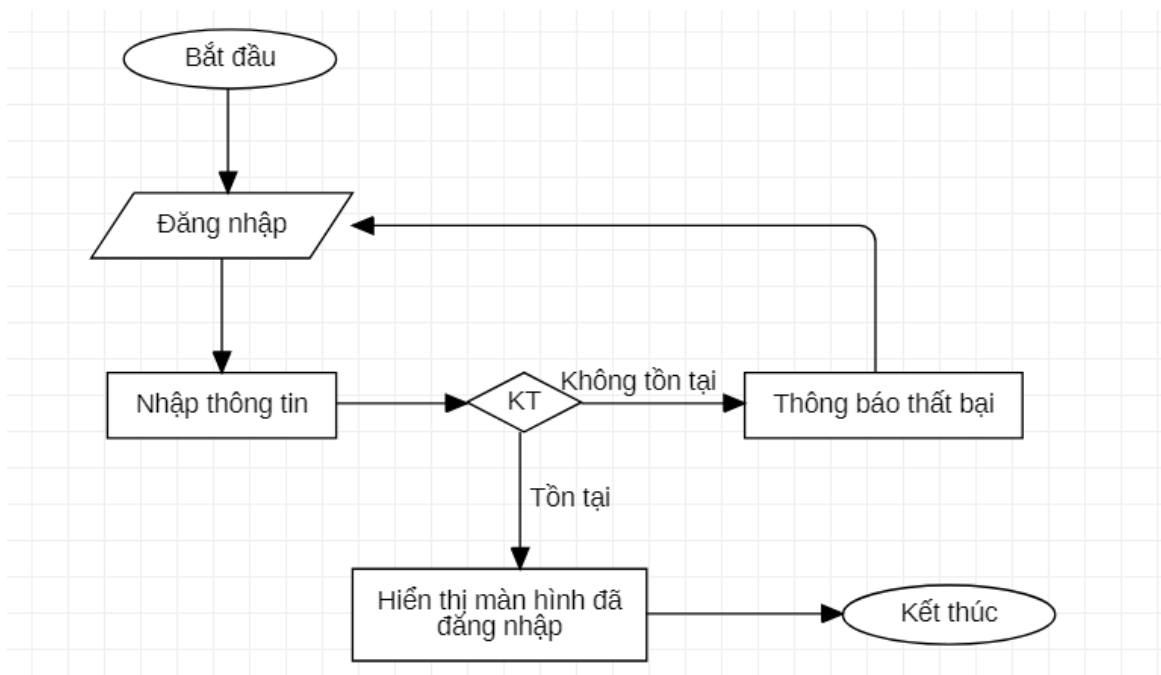 Bắt đầu
Đăng nhập
Nhập thông tin
KT
Không tồn tại
Thông báo thất bại
Tồn tại
Hiển thị màn hình đã
đăng nhập
Kết thúc